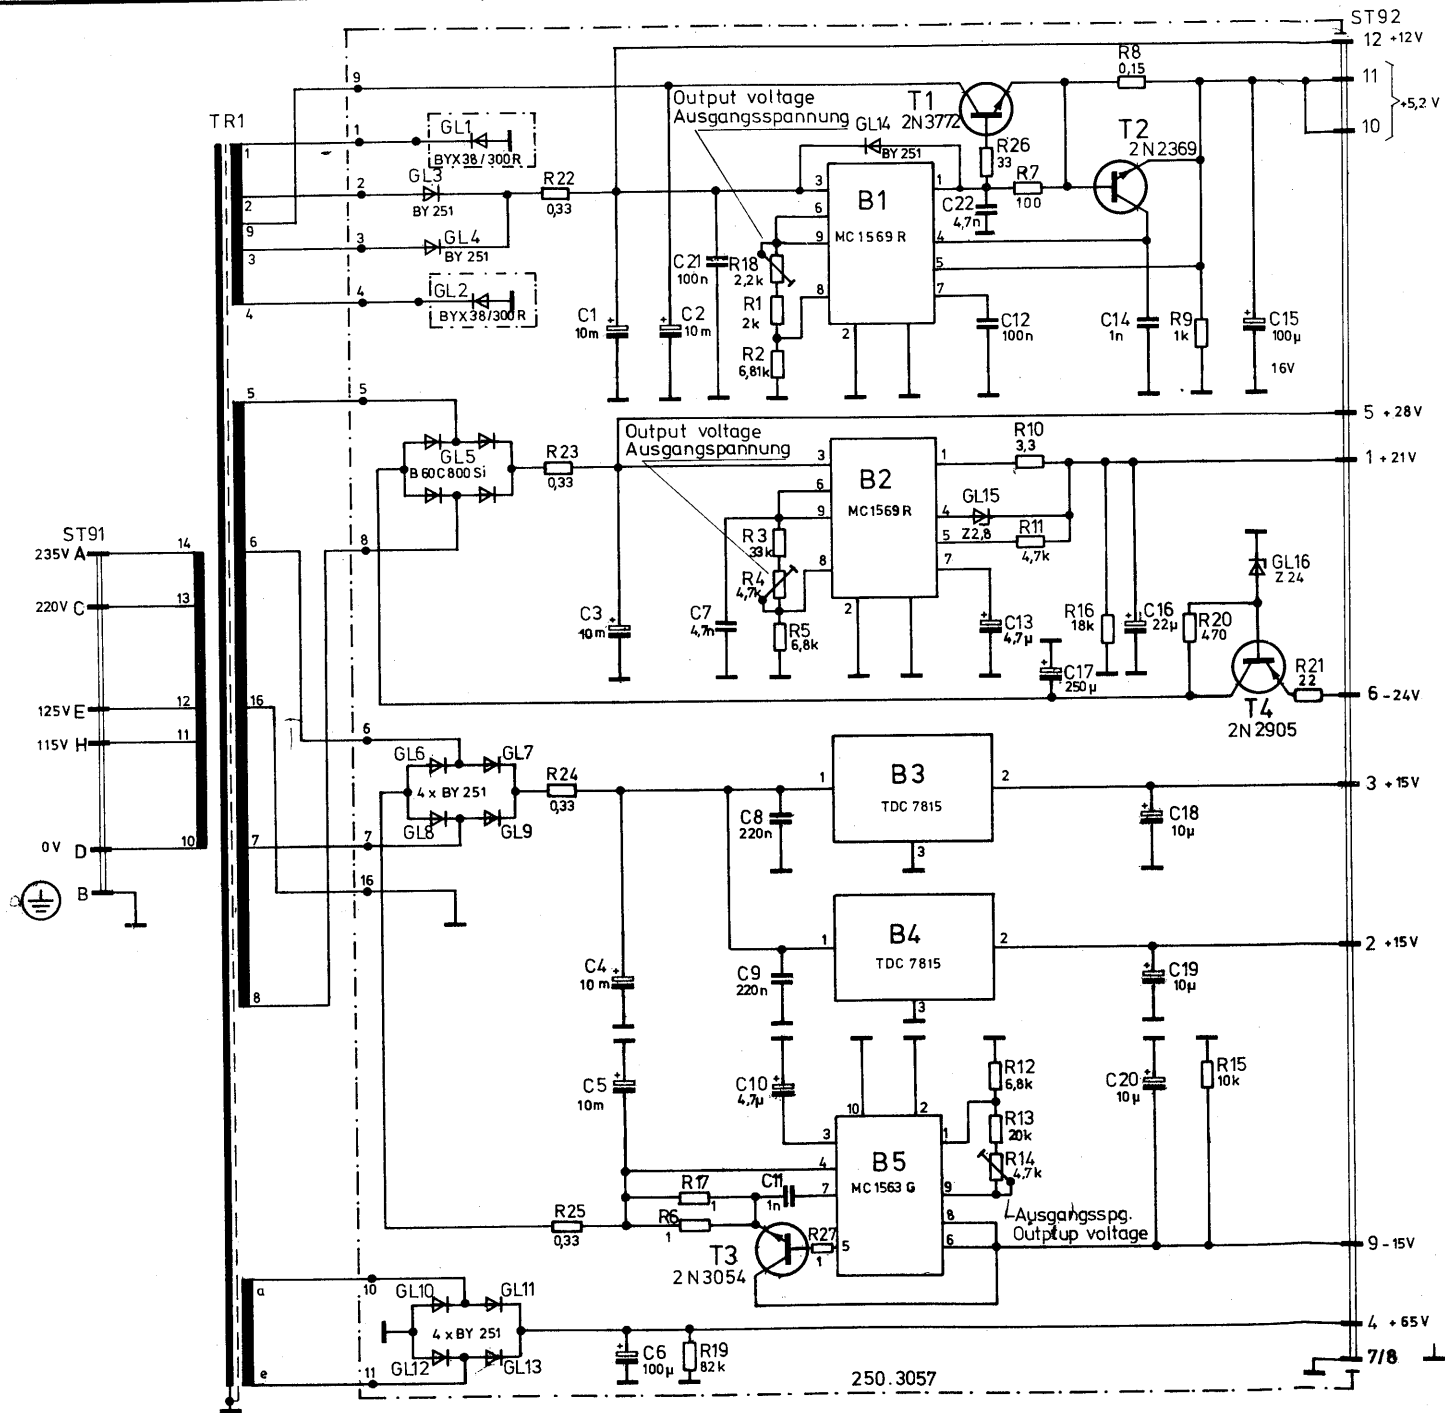 ST92
12 +12V
R8
0,15
11
+5,2 V
10
9
Output voltage
Ausgangsspannung
T1
2N3772
GL14
BY 251
T2
2N2369
R26
33
TR1
1
1
GL1
BYX38/300R
2
2
GL3
BY 251
R22
0,33
3
6
9
8
2
B1
MC1569R
1
4
5
7
R7
100
C22
4,7n
9
3
3
GL4
BY 251
C21
100n
R18
2,2k
R1
2k
R2
6,81k
4
4
GL2
BYX38/300R
C1
10m
C2
10m
C12
100n
C14
1n
R9
1k
C15
100µ
16V
5
5
5 +28V
Output voltage
Ausgangspannung
GL5
B60C800Si
R23
0,33
3
6
9
8
2
B2
MC1569R
1
4
5
7
R10
3,3
1 +21V
GL15
Z2,8
R11
4,7k
ST91
235V A
14
220V C
13
125V E
12
115V H
11
0V D
10
B
6
8
R3
33k
R4
4,7k
R5
6,8k
C3
10m
C7
4,7n
C13
4,7µ
R16
18k
C16
22µ
R20
470
GL16
Z24
C17
250µ
T4
2N2905
R21
22
6 -24V
16
6
GL6
GL7
4 x BY 251
GL8
GL9
R24
0,33
1
B3
TDC 7815
2
3
3 +15V
C8
220n
C18
10µ
7
7
16
1
B4
TDC 7815
2
3
2 +15V
C4
10m
C9
220n
C19
10µ
8
C5
10m
C10
4,7µ
10
2
3
4
7
5
B5
MC1563G
1
9
8
6
R12
6,8k
R13
20k
R14
4,7k
C20
10µ
R15
10k
R17
1
C11
1n
R6
1
R25
0,33
R27
1
T3
2N3054
Ausgangsspg.
Outptup voltage
9 -15V
a
10
GL10
GL11
4 x BY 251
GL12
GL13
e
11
C6
100µ
R19
82k
4 +65V
7/8
250.3057